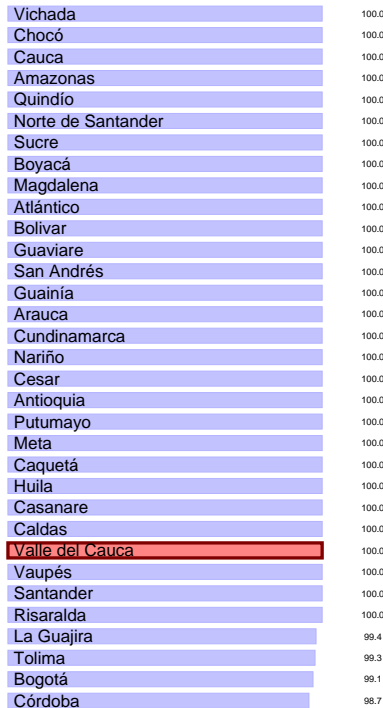 Vichada 100.0
Chocó 100.0
Cauca 100.0
Amazonas 100.0
Quindío 100.0
Norte de Santander 100.0
Sucre 100.0
Boyacá 100.0
Magdalena 100.0
Atlántico 100.0
Bolivar 100.0
Guaviare 100.0
San Andrés 100.0
Guainía 100.0
Arauca 100.0
Cundinamarca 100.0
Nariño 100.0
Cesar 100.0
Antioquia 100.0
Putumayo 100.0
Meta 100.0
Caquetá 100.0
Huila 100.0
Casanare 100.0
Caldas 100.0
Valle del Cauca 100.0
Vaupés 100.0
Santander 100.0
Risaralda 100.0
La Guajira 99.4
Tolima 99.3
Bogotá 99.1
Córdoba 98.7